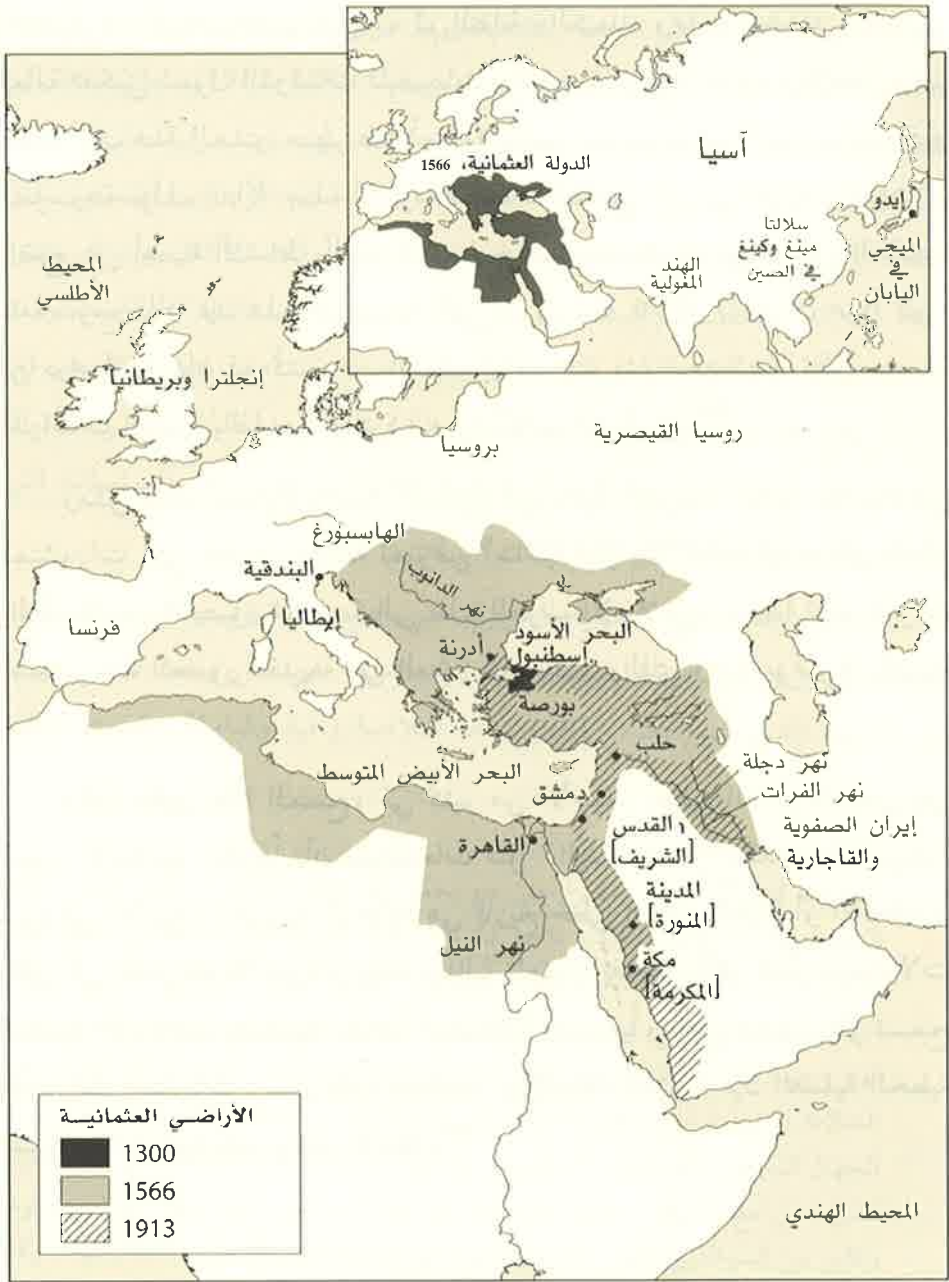 آسيا
الدولة العثمانية، 1566
إيدو
الميجي
في
اليابان
سلالتا
مينغ وكينغ
في الصين
الهند
المغولية
المحيط
الأطلسي
إنجلترا وبريطانيا
بروسيا
روسيا القيصرية
الهابسبورغ
البندقية
نهر الدانوب
إيطاليا
فرنسا
البحر الأسود
إسطنبول
أدرنة
بورصة
حلب
نهر دجلة
نهر الفرات
البحر الأبيض المتوسط
دمشق
إيران الصفوية
والقاجارية
القدس
[الشريف]
القاهرة
المدينة
[المنورة]
نهر النيل
مكة
[المكرمة]
الأراضي العثمانية
1300
1566
1913
المحيط الهندي